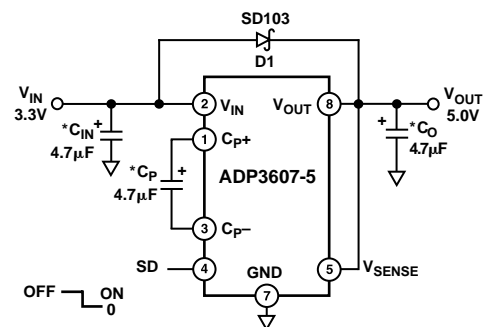 SD103
D1
V_IN
3.3V
*C_IN
4.7μF
2
V_IN
V_OUT
8
V_OUT
5.0V
+
+
*C_O
4.7μF
1
C_P+
*C_P
4.7μF
+
ADP3607-5
3
C_P–
SD
4
GND
7
5
V_SENSE
OFF
ON
0